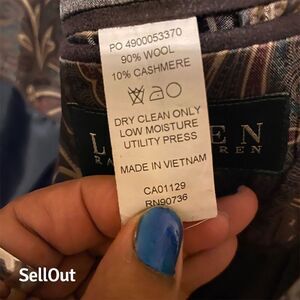 PO 4900053370
90% WOOL
10% CASHMERE
DRY CLEAN ONLY
LOW MOISTURE
UTILITY PRESS
MADE IN VIETNAM
CA01129
RN90736
SellOut